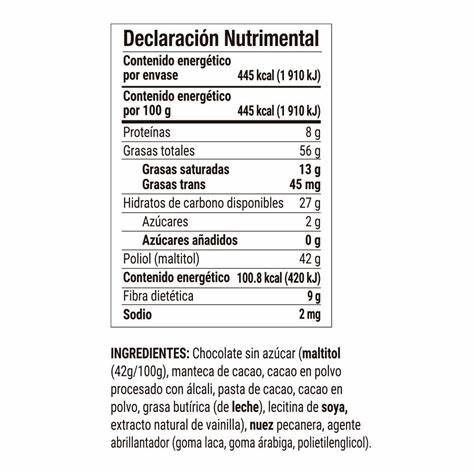 Declaración Nutrimental
Contenido energético
por envase 445 kcal (1 910 kJ)
Contenido energético
por 100 g 445 kcal (1 910 kJ)
Proteínas 8 g
Grasas totales 56 g
Grasas saturadas 13 g
Grasas trans 45 mg
Hidratos de carbono disponibles 27 g
Azúcares 2 g
Azúcares añadidos 0 g
Poliol (maltitol) 42 g
Contenido energético 100.8 kcal (420 kJ)
Fibra dietética 9 g
Sodio 2 mg
INGREDIENTES: Chocolate sin azúcar (maltitol
(42g/100g), manteca de cacao, cacao en polvo
procesado con álcali, pasta de cacao, cacao en
polvo, grasa butírica (de leche), lecitina de soya,
extracto natural de vainilla), nuez pecanera, agente
abrillantador (goma laca, goma arábiga, polietilenglicol).